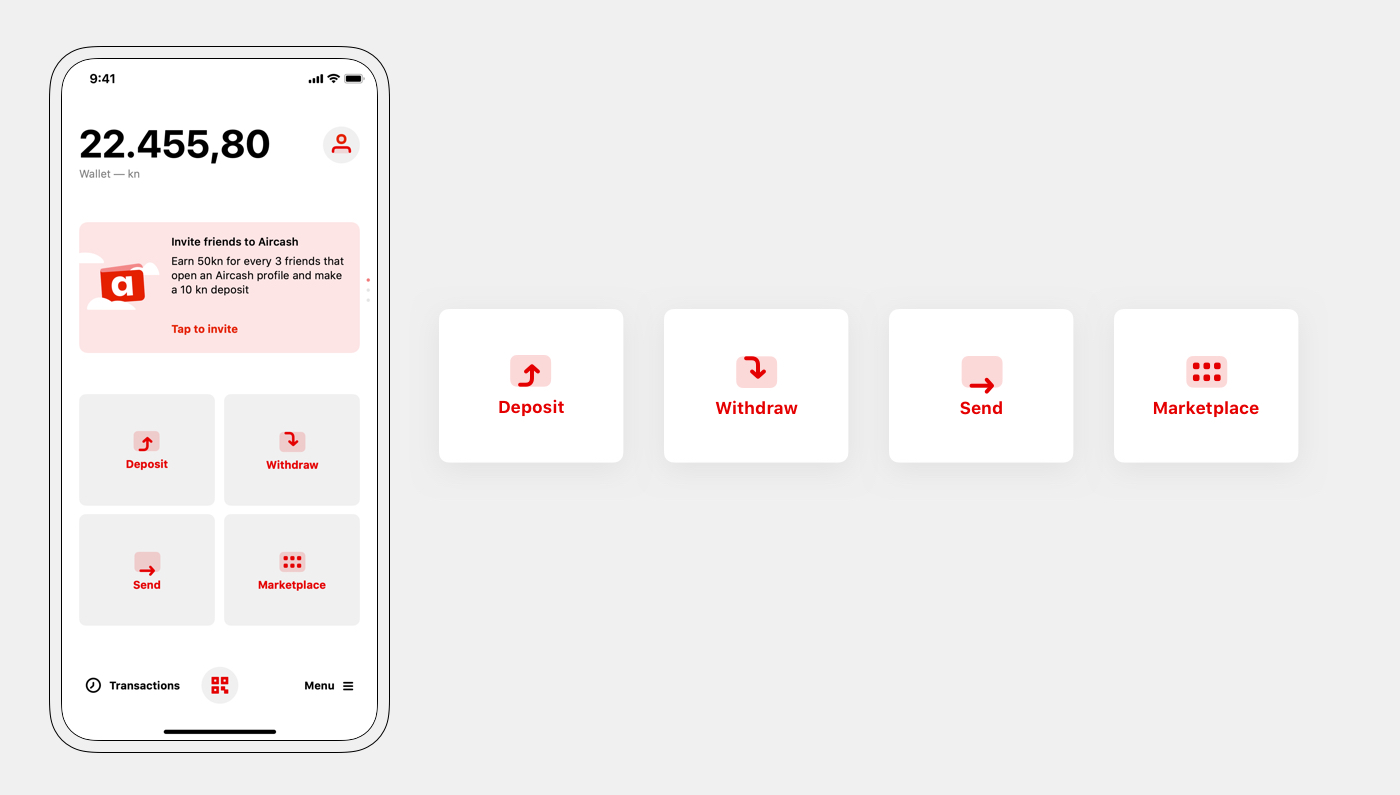 9:41
22.455,80
Wallet — kn
Invite friends to Aircash
Earn 50kn for every 3 friends that
open an Aircash profile and make
a 10 kn deposit
a
Tap to invite
Deposit
Withdraw
Send
Marketplace
Transactions
Menu
Deposit
Withdraw
Send
Marketplace